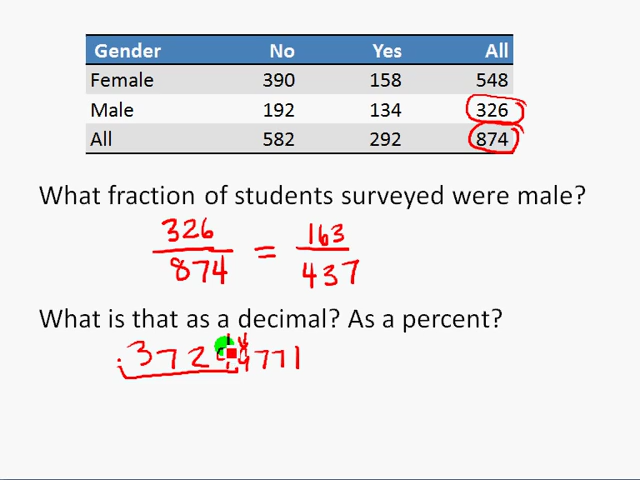 Gender No Yes All
Female 390 158 548
Male 192 134 326
All 582 292 874
What fraction of students surveyed were male?
326/874 = 163/437
What is that as a decimal? As a percent?
.372 771